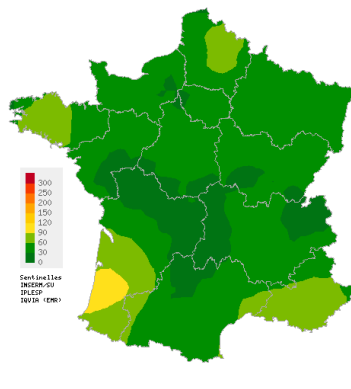 300
250
200
150
120
90
60
30
0
Sentinelles
INSERM/SU
IPLESP
IQVIA (EMR)